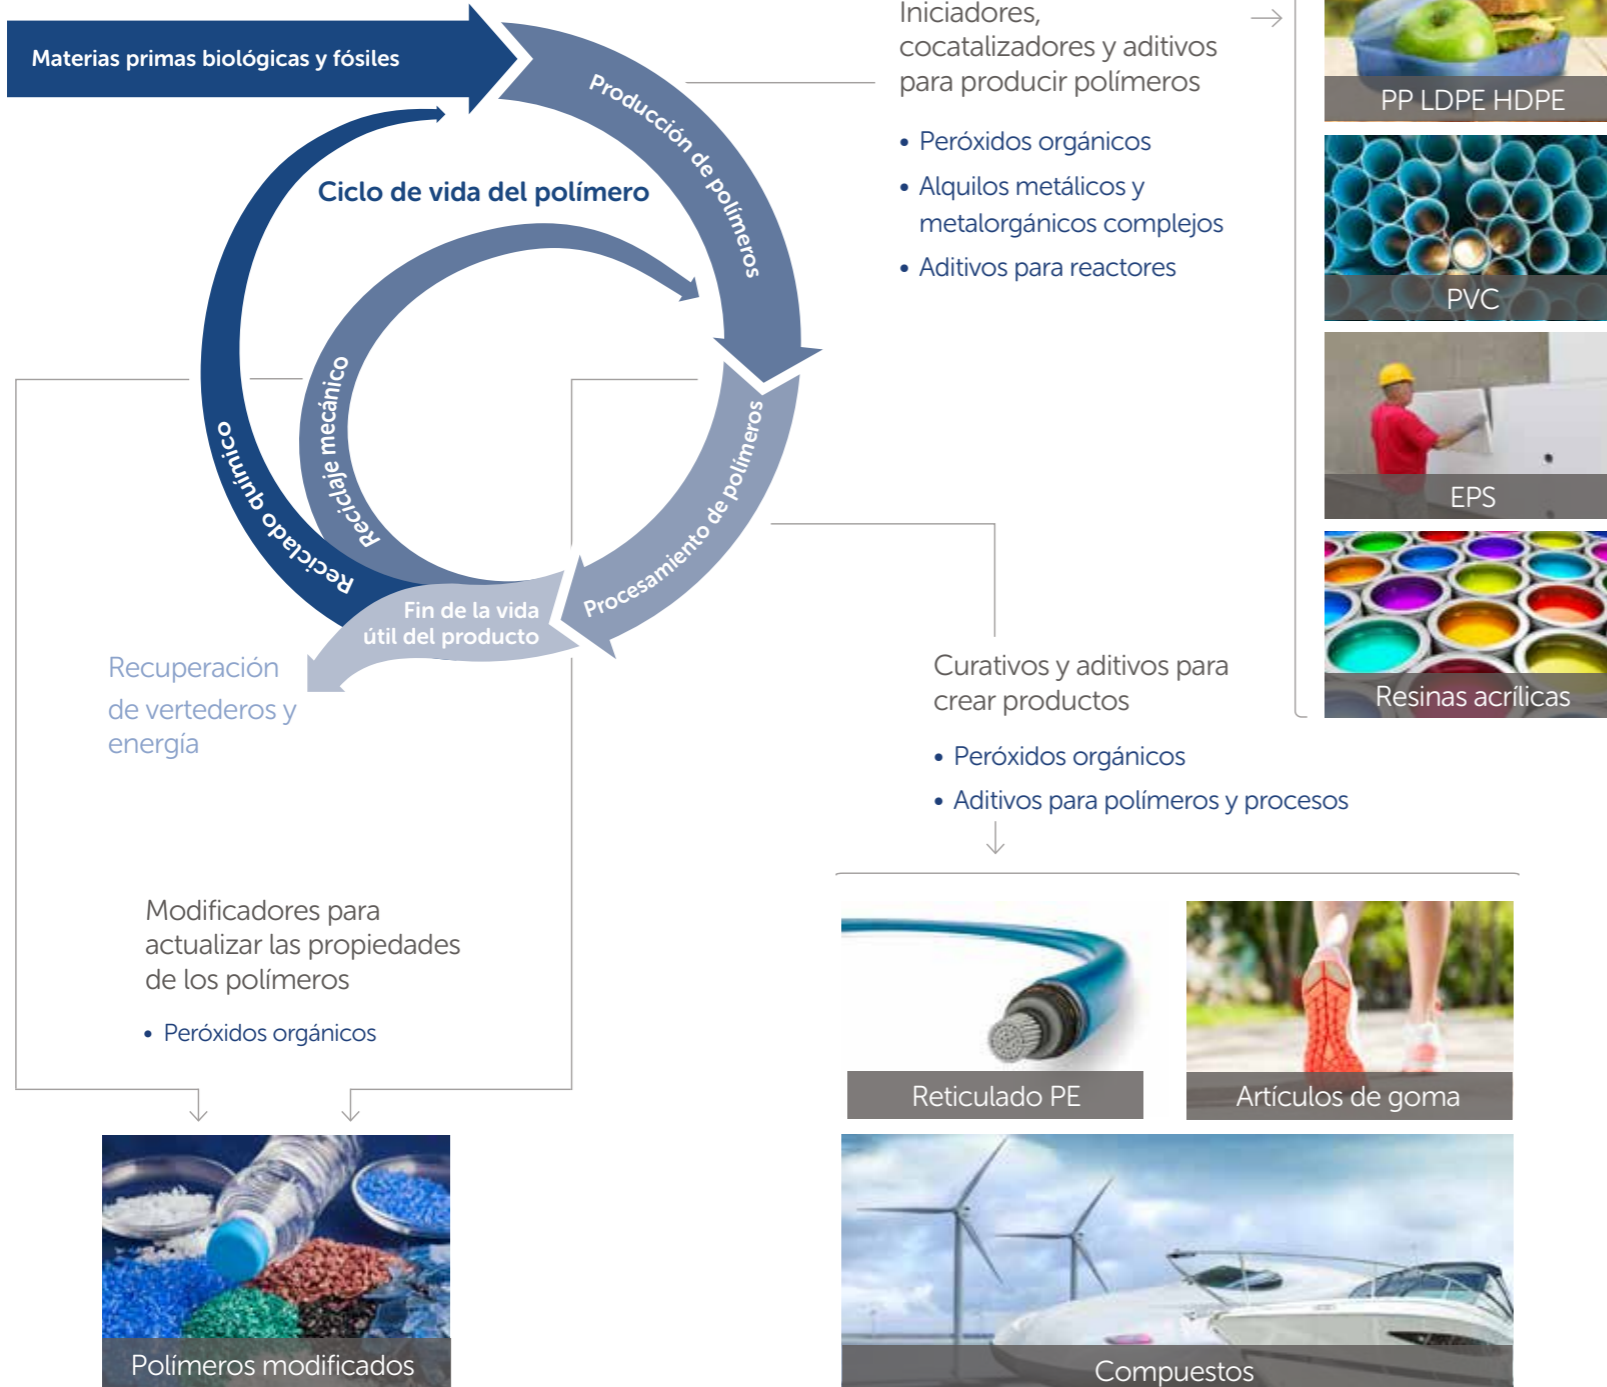 Materias primas biológicas y fósiles
Producción de polímeros
Ciclo de vida del polímero
Reciclaje mecánico
Reciclado químico
Procesamiento de polímeros
Fin de la vida
útil del producto
Recuperación
de vertederos y
energía
Iniciadores,
cocatalizadores y aditivos
para producir polímeros
• Peróxidos orgánicos
• Alquilos metálicos y
metalorgánicos complejos
• Aditivos para reactores
PP LDPE HDPE
PVC
EPS
Resinas acrílicas
Curativos y aditivos para
crear productos
• Peróxidos orgánicos
• Aditivos para polímeros y procesos
Modificadores para
actualizar las propiedades
de los polímeros
• Peróxidos orgánicos
Reticulado PE
Artículos de goma
Polímeros modificados
Compuestos